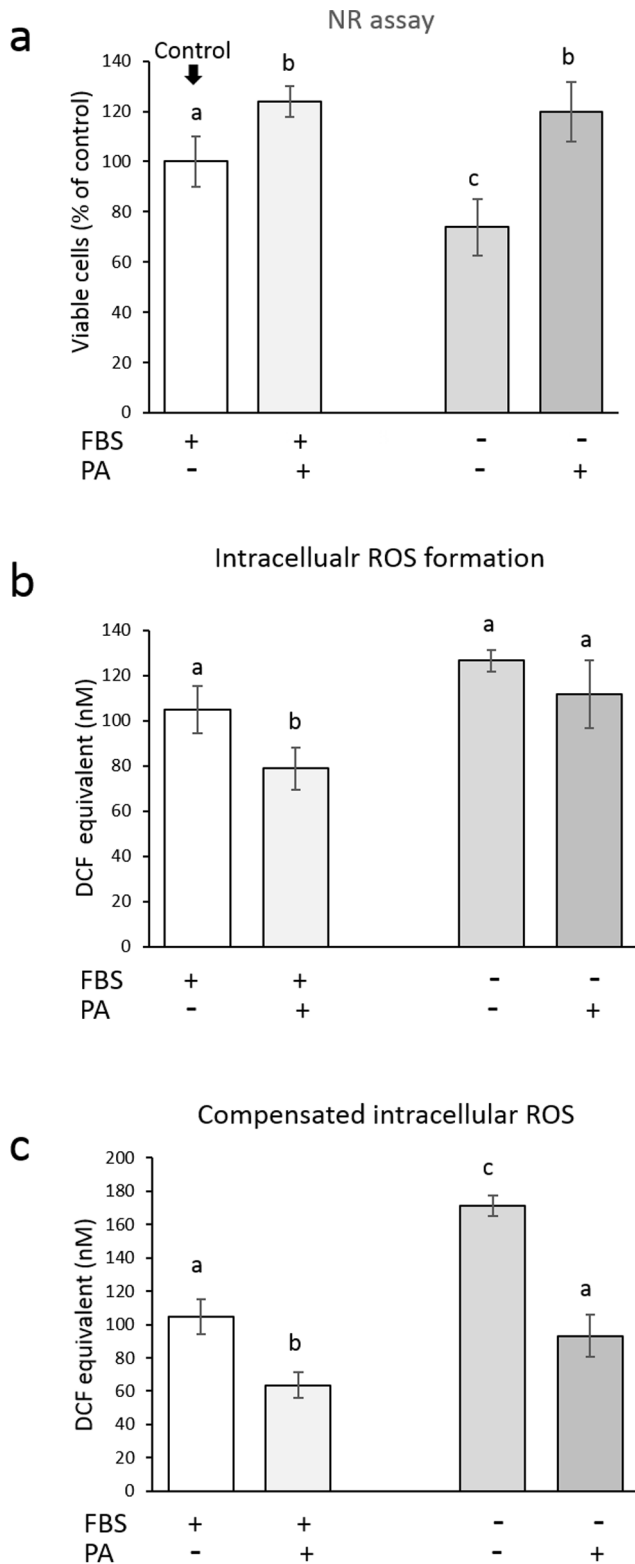 a
NR assay
Control
a
b
c
b
Viable cells (% of control)
140
120
100
80
60
40
20
0
FBS + + - -
PA - + - +
b
Intracellualr ROS formation
a
b
a
a
DCF equivalent (nM)
140
120
100
80
60
40
20
0
FBS + + - -
PA - + - +
c
Compensated intracellular ROS
a
b
c
a
DCF equivalent (nM)
200
180
160
140
120
100
80
60
40
20
0
FBS + + - -
PA - + - +